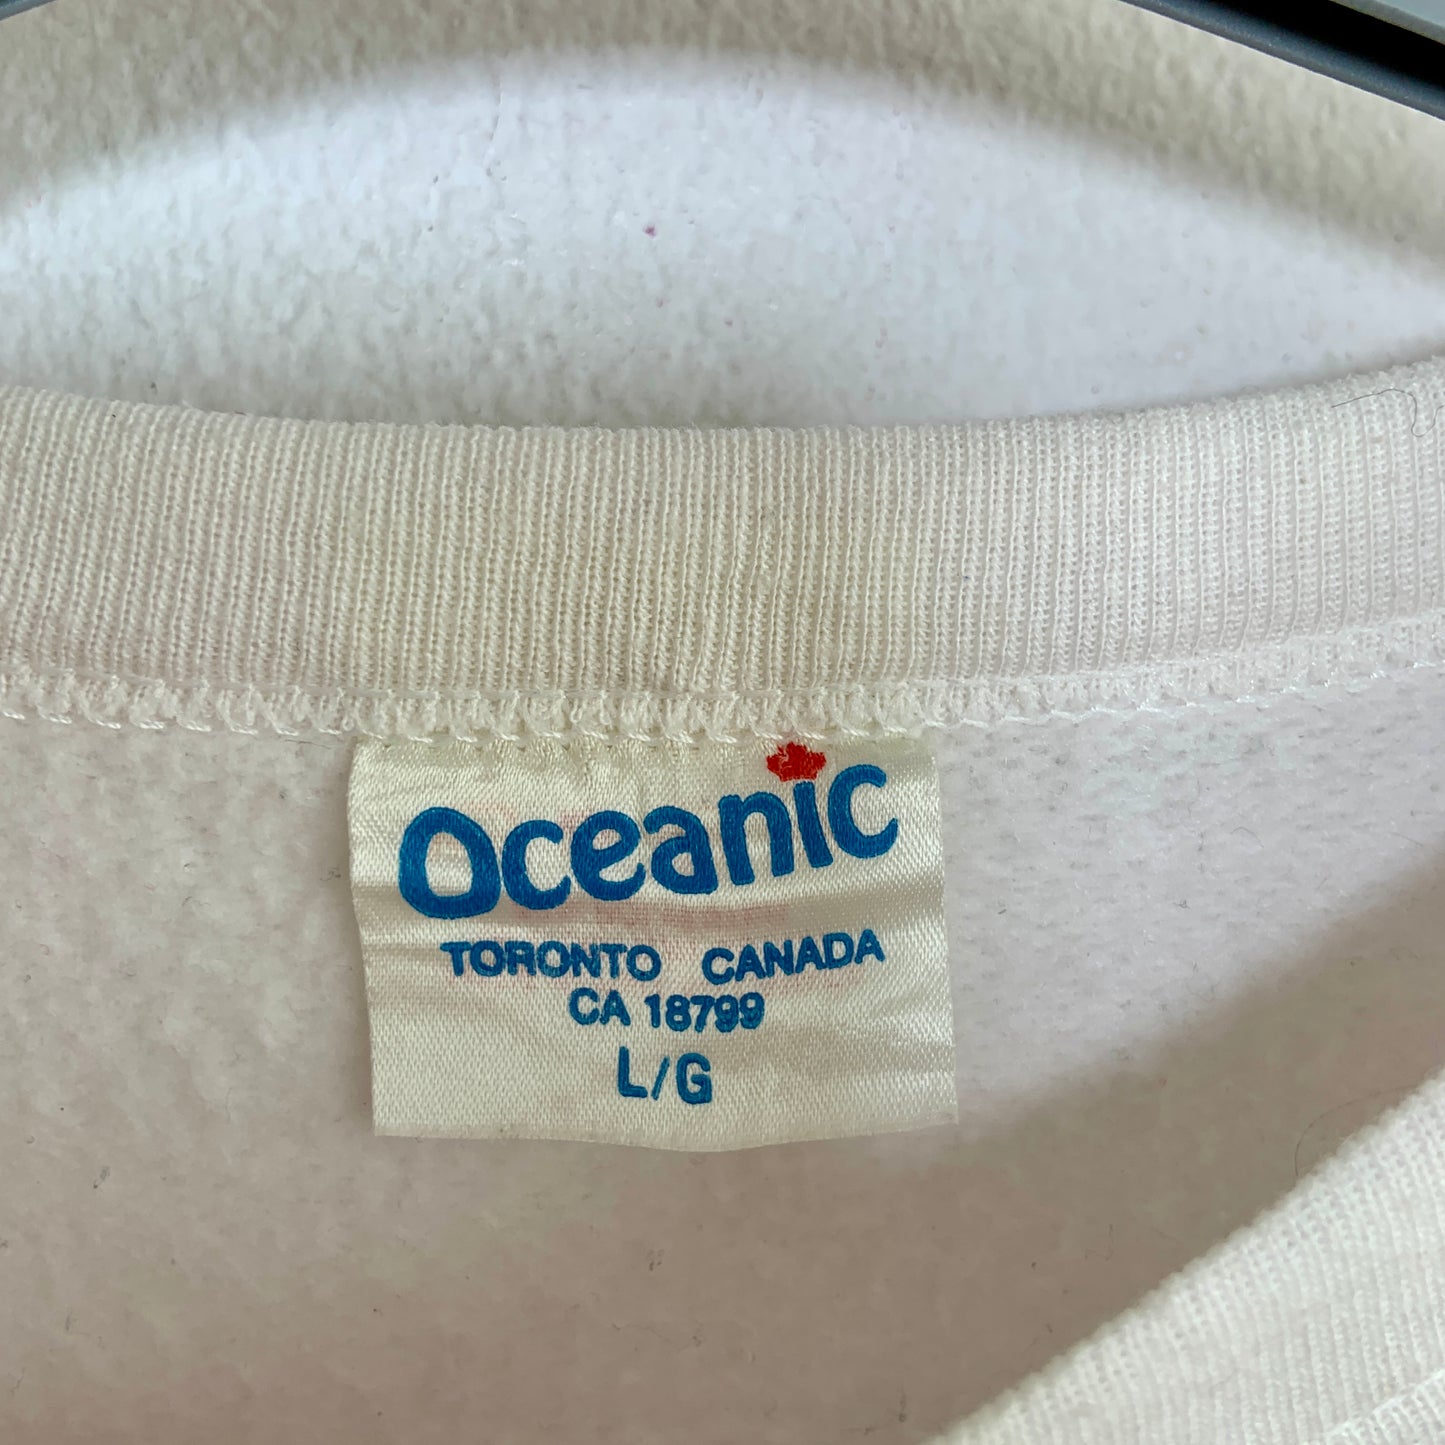 Oceanic
TORONTO CANADA
CA 18799
L/G